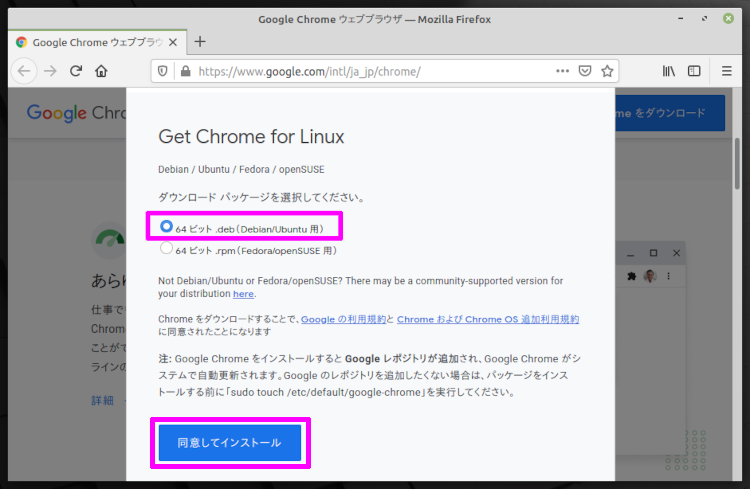 Google Chrome ウェブブラウザ — Mozilla Firefox
Google Chrome ウェブブラウ
https://www.google.com/intl/ja_jp/chrome/
Google Chro
me をダウンロード
Get Chrome for Linux
Debian / Ubuntu / Fedora / openSUSE
ダウンロード パッケージを選択してください。
64 ビット .deb（Debian/Ubuntu 用）
64 ビット .rpm（Fedora/openSUSE 用）
Not Debian/Ubuntu or Fedora/openSUSE? There may be a community-supported version for
your distribution here.
Chrome をダウンロードすることで、Google の利用規約と Chrome および Chrome OS 追加利用規約
に同意されたことになります
注: Google Chrome をインストールすると Google レポジトリが追加され、Google Chrome がシ
ステムで自動更新されます。Google のレポジトリを追加したくない場合は、パッケージをインス
トールする前に「sudo touch /etc/default/google-chrome」を実行してください。
同意してインストール
あらゆ
仕事で
Chrome
ことがて
ラインの
詳細